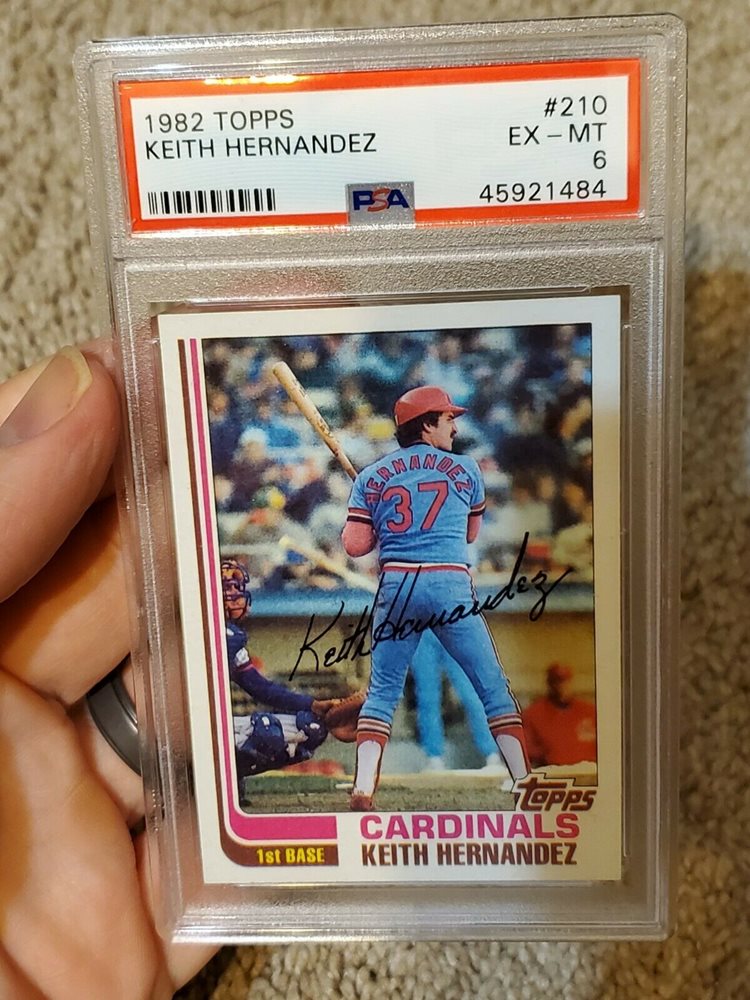 1982 TOPPS
KEITH HERNANDEZ
#210
EX – MT
6
45921484
PSA
HERNANDEZ
37
Keith Hernandez
topps
CARDINALS
1st BASE
KEITH HERNANDEZ